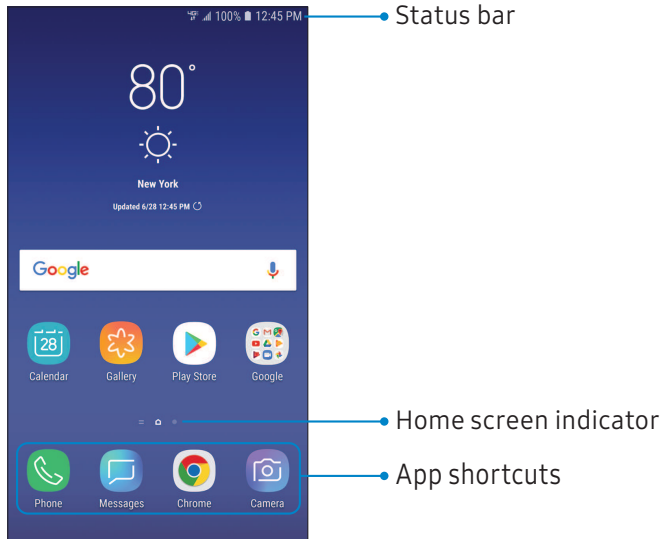 100% 12:45 PM
Status bar
80°
New York
Updated 6/28 12:45 PM
Google
28
Calendar Gallery Play Store Google
Home screen indicator
App shortcuts
Phone Messages Chrome Camera